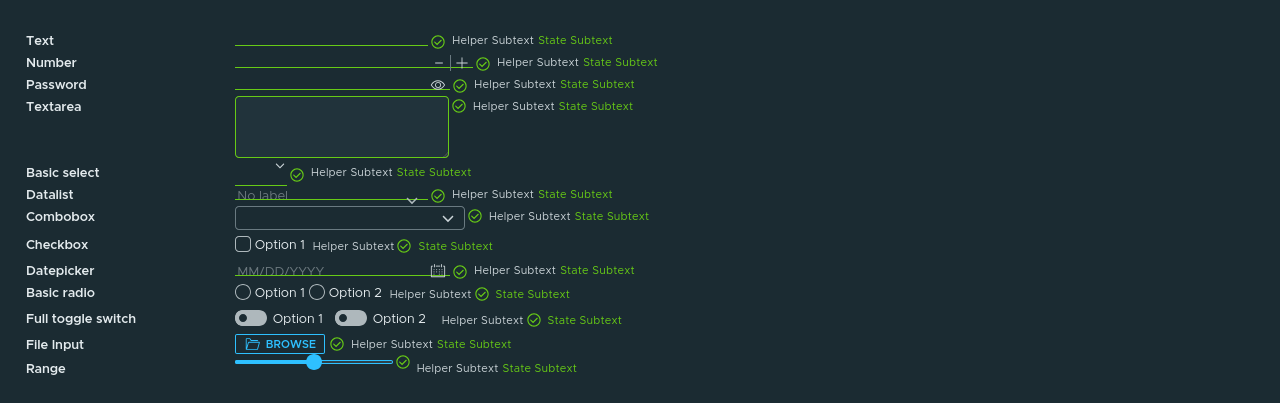 Text Helper Subtext State Subtext
Number Helper Subtext State Subtext
Password Helper Subtext State Subtext
Textarea Helper Subtext State Subtext
Basic select Helper Subtext State Subtext
Datalist No label Helper Subtext State Subtext
Combobox Helper Subtext State Subtext
Checkbox Option 1 Helper Subtext State Subtext
Datepicker MM/DD/YYYY Helper Subtext State Subtext
Basic radio Option 1 Option 2 Helper Subtext State Subtext
Full toggle switch Option 1 Option 2 Helper Subtext State Subtext
File Input BROWSE Helper Subtext State Subtext
Range Helper Subtext State Subtext